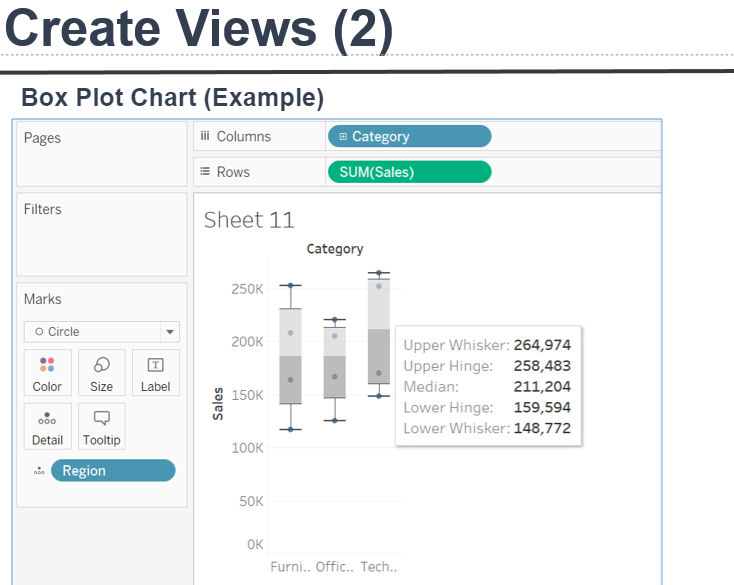 Create Views (2)
Box Plot Chart (Example)
Pages
Columns
Category
Rows
SUM(Sales)
Filters
Marks
Circle
Color
Size
Label
Detail
Tooltip
Region
Sheet 11
Category
Sales
250K
200K
150K
100K
50K
0K
Furni.. Offic.. Tech..
Upper Whisker: 264,974
Upper Hinge: 258,483
Median: 211,204
Lower Hinge: 159,594
Lower Whisker: 148,772